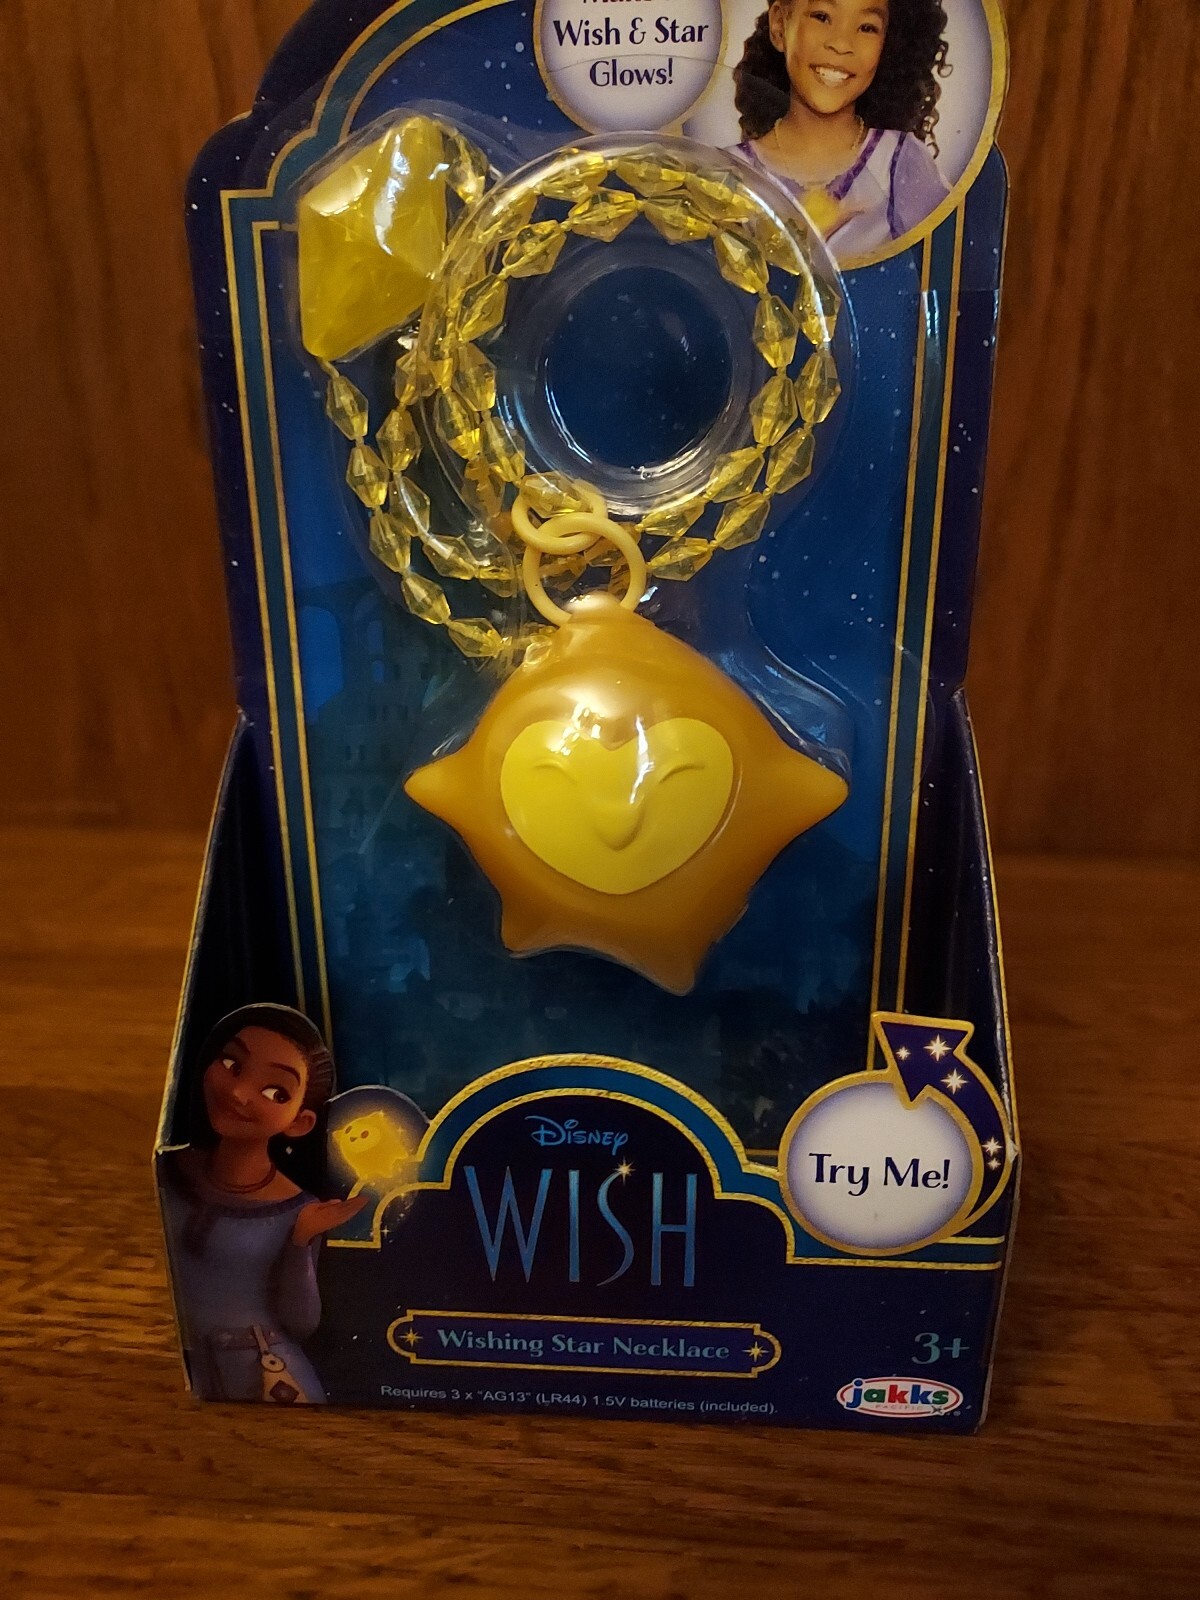 Wish & Star
Glows!
Disney
WISH
Try Me!
Wishing Star Necklace
3+
Requires 3 x "AG13" (LR44) 1.5V batteries (included).
jakks
PACIFIC